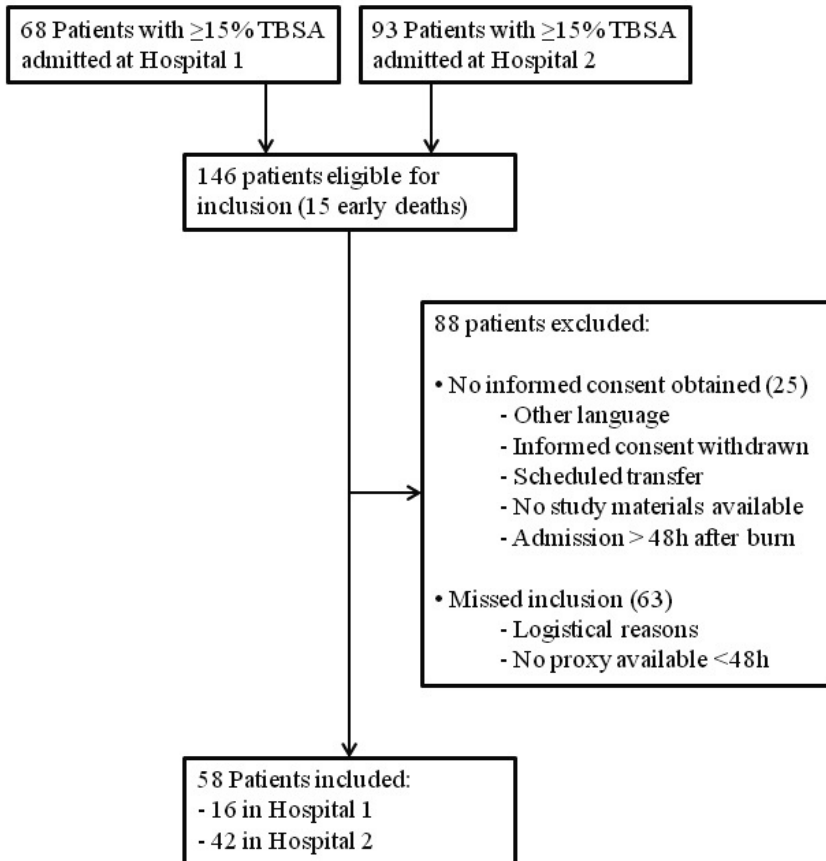 68 Patients with ≥15% TBSA
admitted at Hospital 1
93 Patients with ≥15% TBSA
admitted at Hospital 2
146 patients eligible for
inclusion (15 early deaths)
88 patients excluded:
• No informed consent obtained (25)
- Other language
- Informed consent withdrawn
- Scheduled transfer
- No study materials available
- Admission > 48h after burn
• Missed inclusion (63)
- Logistical reasons
- No proxy available <48h
58 Patients included:
- 16 in Hospital 1
- 42 in Hospital 2